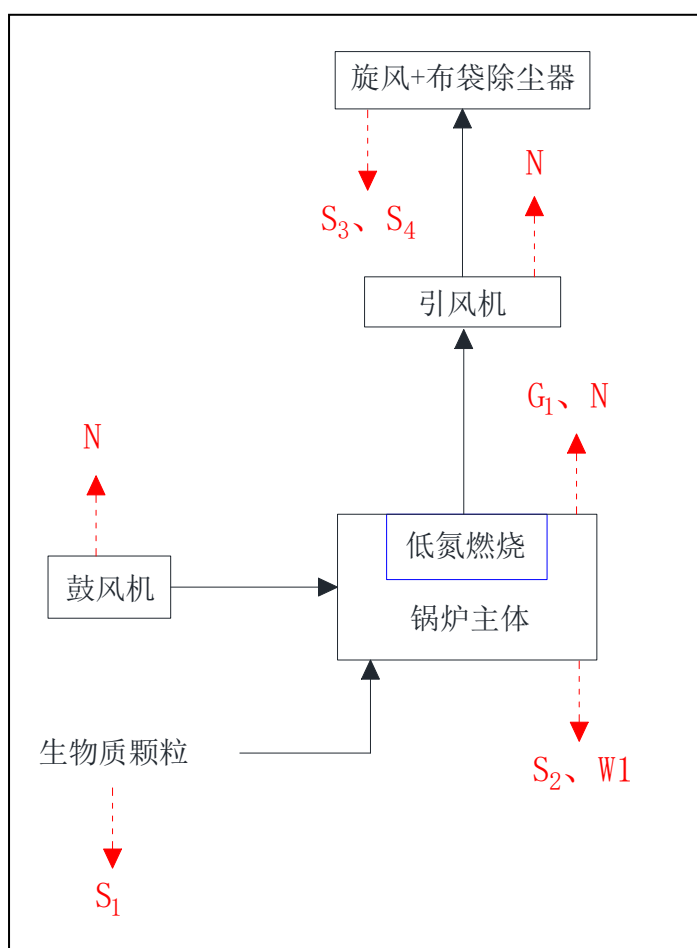 旋风+布袋除尘器
S₃、S₄
N
引风机
G₁、N
N
低氮燃烧
鼓风机
锅炉主体
生物质颗粒
S₂、W1
S₁